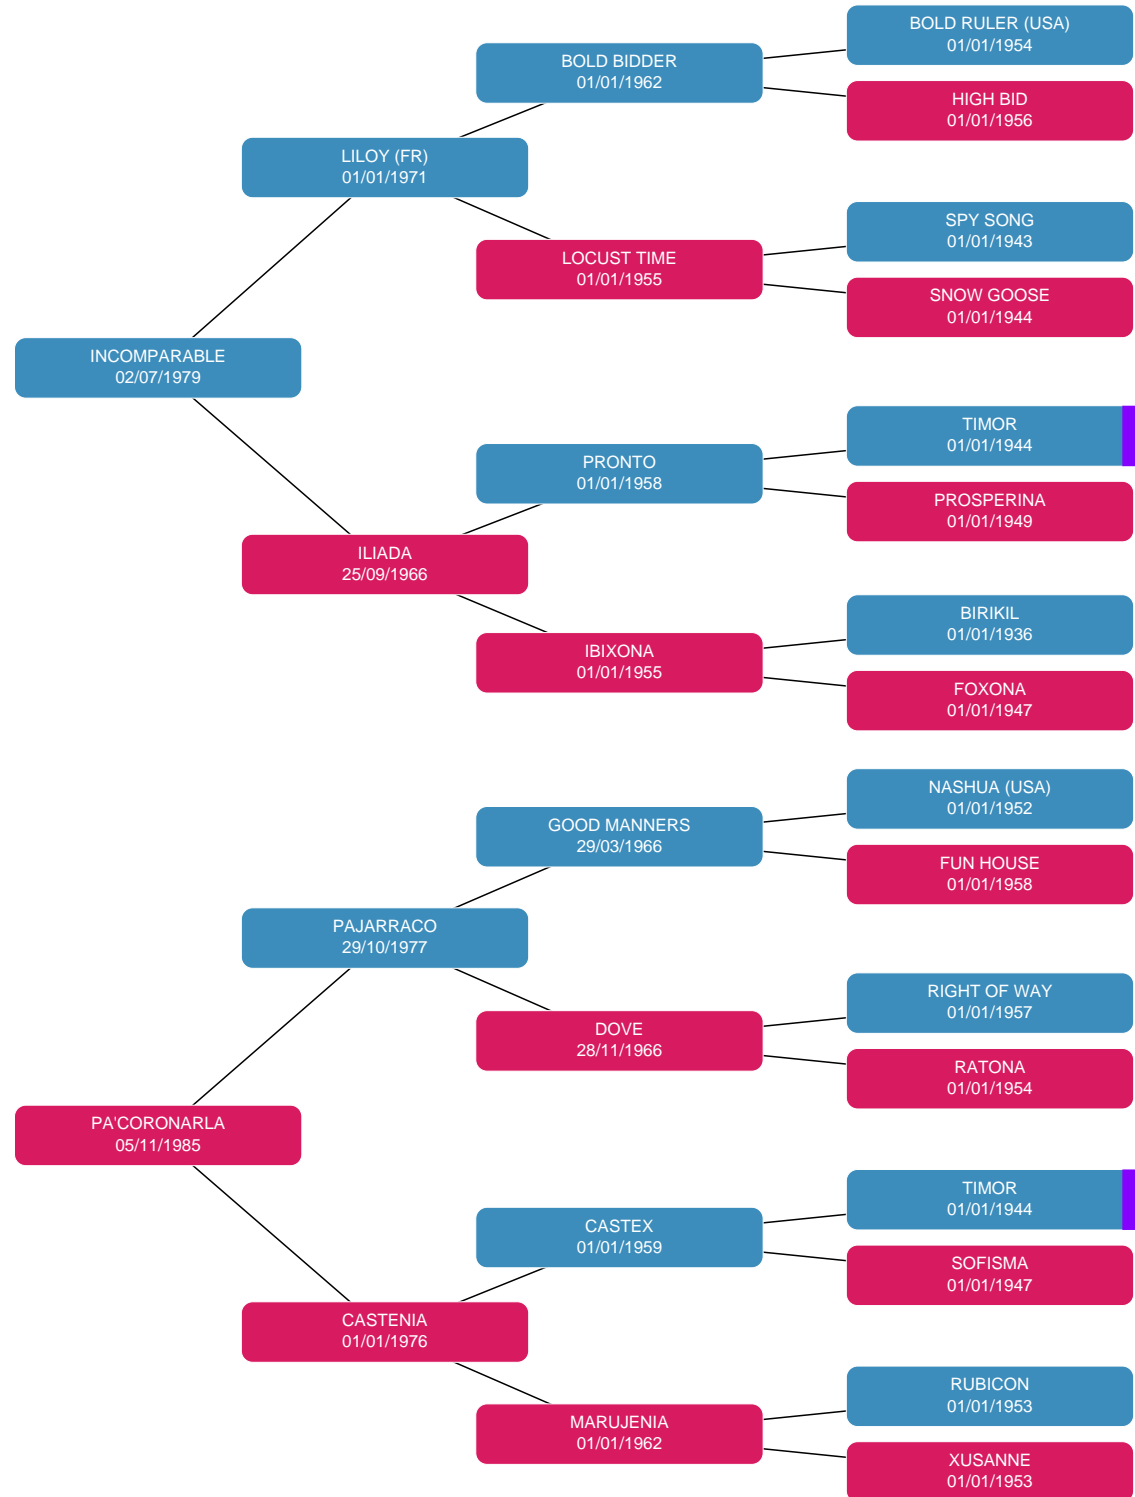 BOLD RULER (USA)
01/01/1954
BOLD BIDDER
01/01/1962
HIGH BID
01/01/1956
LILOY (FR)
01/01/1971
SPY SONG
01/01/1943
LOCUST TIME
01/01/1955
SNOW GOOSE
01/01/1944
INCOMPARABLE
02/07/1979
TIMOR
01/01/1944
PRONTO
01/01/1958
PROSPERINA
01/01/1949
ILIADA
25/09/1966
BIRIKIL
01/01/1936
IBIXONA
01/01/1955
FOXONA
01/01/1947
NASHUA (USA)
01/01/1952
GOOD MANNERS
29/03/1966
FUN HOUSE
01/01/1958
PAJARRACO
29/10/1977
RIGHT OF WAY
01/01/1957
DOVE
28/11/1966
RATONA
01/01/1954
PA'CORONARLA
05/11/1985
TIMOR
01/01/1944
CASTEX
01/01/1959
SOFISMA
01/01/1947
CASTENIA
01/01/1976
RUBICON
01/01/1953
MARUJENIA
01/01/1962
XUSANNE
01/01/1953